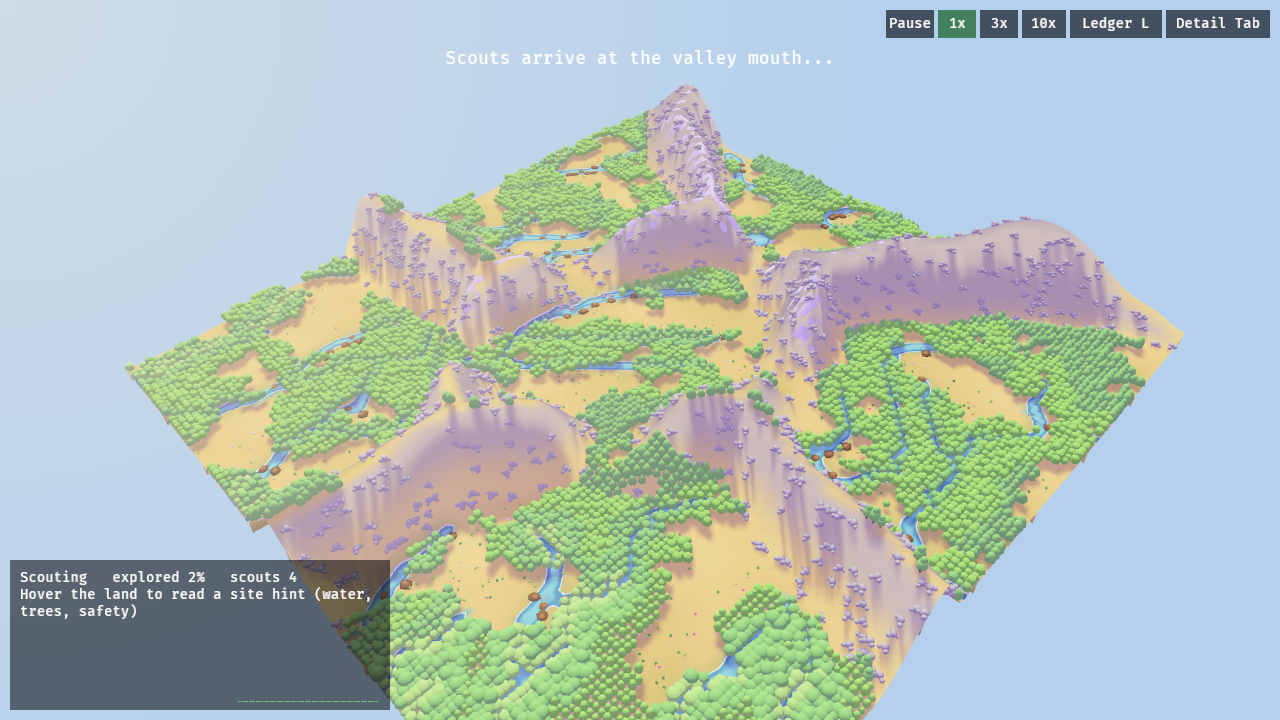 Pause 1x 3x 10x Ledger L Detail Tab
Scouts arrive at the valley mouth...
Scouting explored 2% scouts 4
Hover the land to read a site hint (water,
trees, safety)